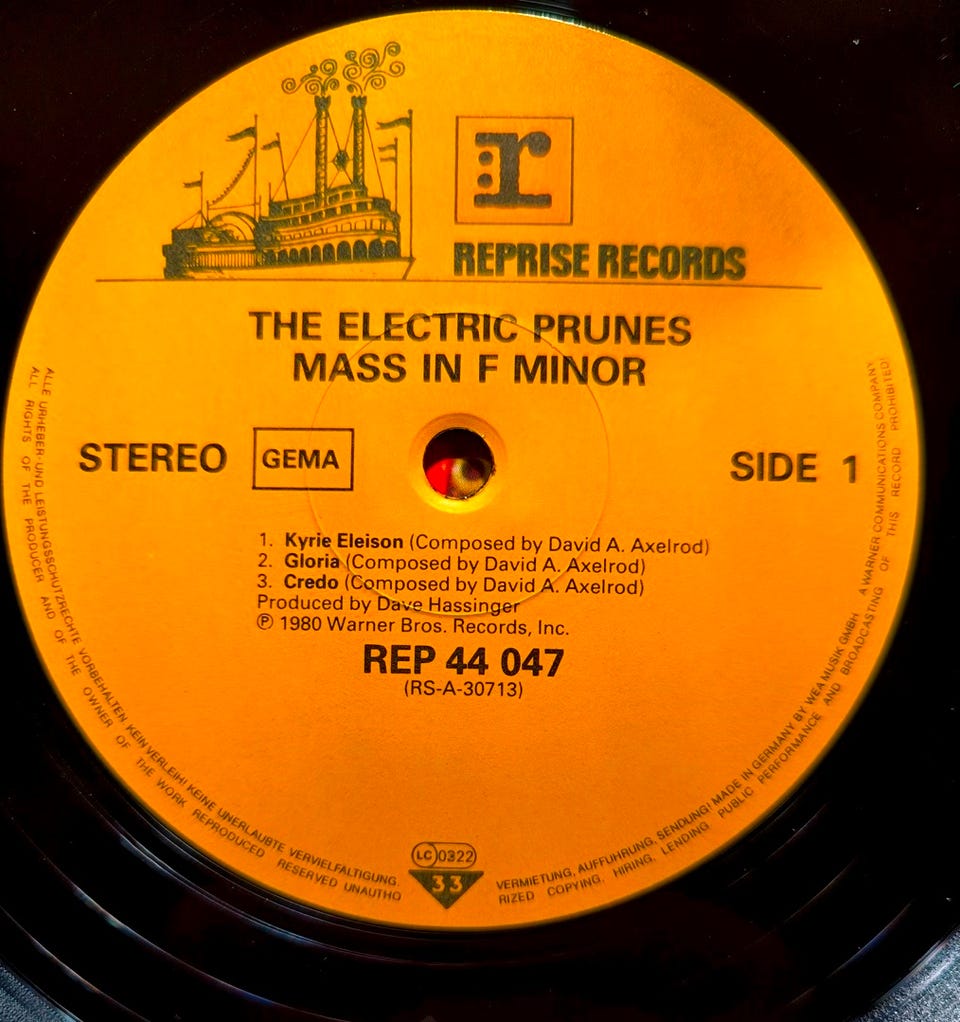 r
REPRISE RECORDS
THE ELECTRIC PRUNES
MASS IN F MINOR
STEREO
GEMA
SIDE 1
1. Kyrie Eleison (Composed by David A. Axelrod)
2. Gloria (Composed by David A. Axelrod)
3. Credo (Composed by David A. Axelrod)
Produced by Dave Hassinger
℗ 1980 Warner Bros. Records, Inc.
REP 44 047
(RS-A-30713)
LC 0322
33
ALLE URHEBER- UND LEISTUNGSSCHUTZRECHTE VORBEHALTEN. KEIN VERLEIH! KEINE UNERLAUBTE VERVIELFÄLTIGUNG.
VERMIETUNG, AUFFÜHRUNG, SENDUNG! MADE IN GERMANY BY WEA MUSIK GMBH A WARNER COMMUNICATIONS COMPANY
ALL RIGHTS OF THE PRODUCER AND OF THE OWNER OF THE WORK REPRODUCED RESERVED UNAUTHO
RIZED COPYING, HIRING, LENDING PUBLIC PERFORMANCE AND BROADCASTING OF THIS RECORD PROHIBITED!